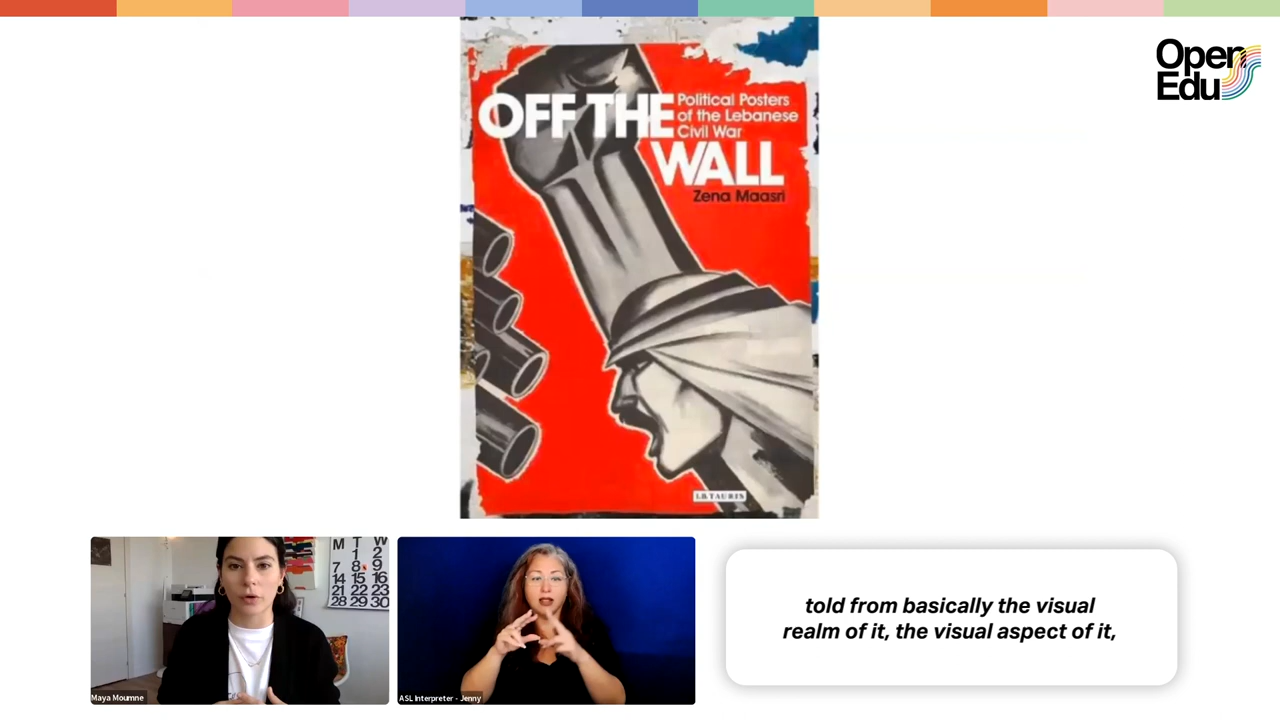 Open
Edu
OFF THE
Political Posters
of the Lebanese
Civil War
WALL
Zena Maasri
I.B.TAURIS
M T W
1 2
7 8 9
14 15 16
21 22 23
28 29 30
Maya Moumne
ASL Interpreter - Jenny
told from basically the visual
realm of it, the visual aspect of it,